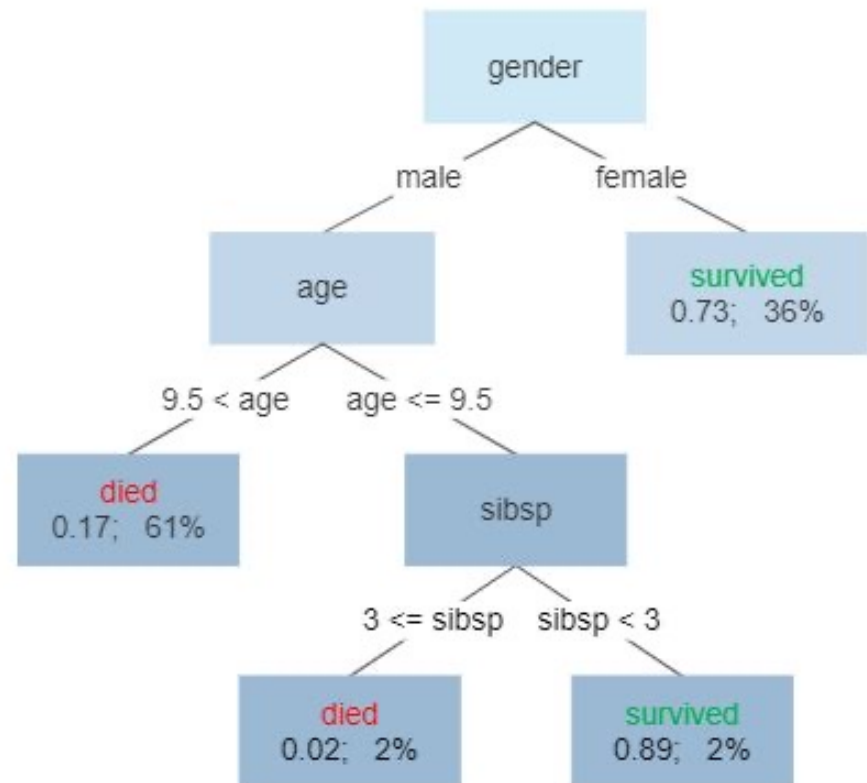 gender
male
female
age
survived
0.73; 36%
9.5 < age
age <= 9.5
died
0.17; 61%
sibsp
3 <= sibsp
sibsp < 3
died
0.02; 2%
survived
0.89; 2%